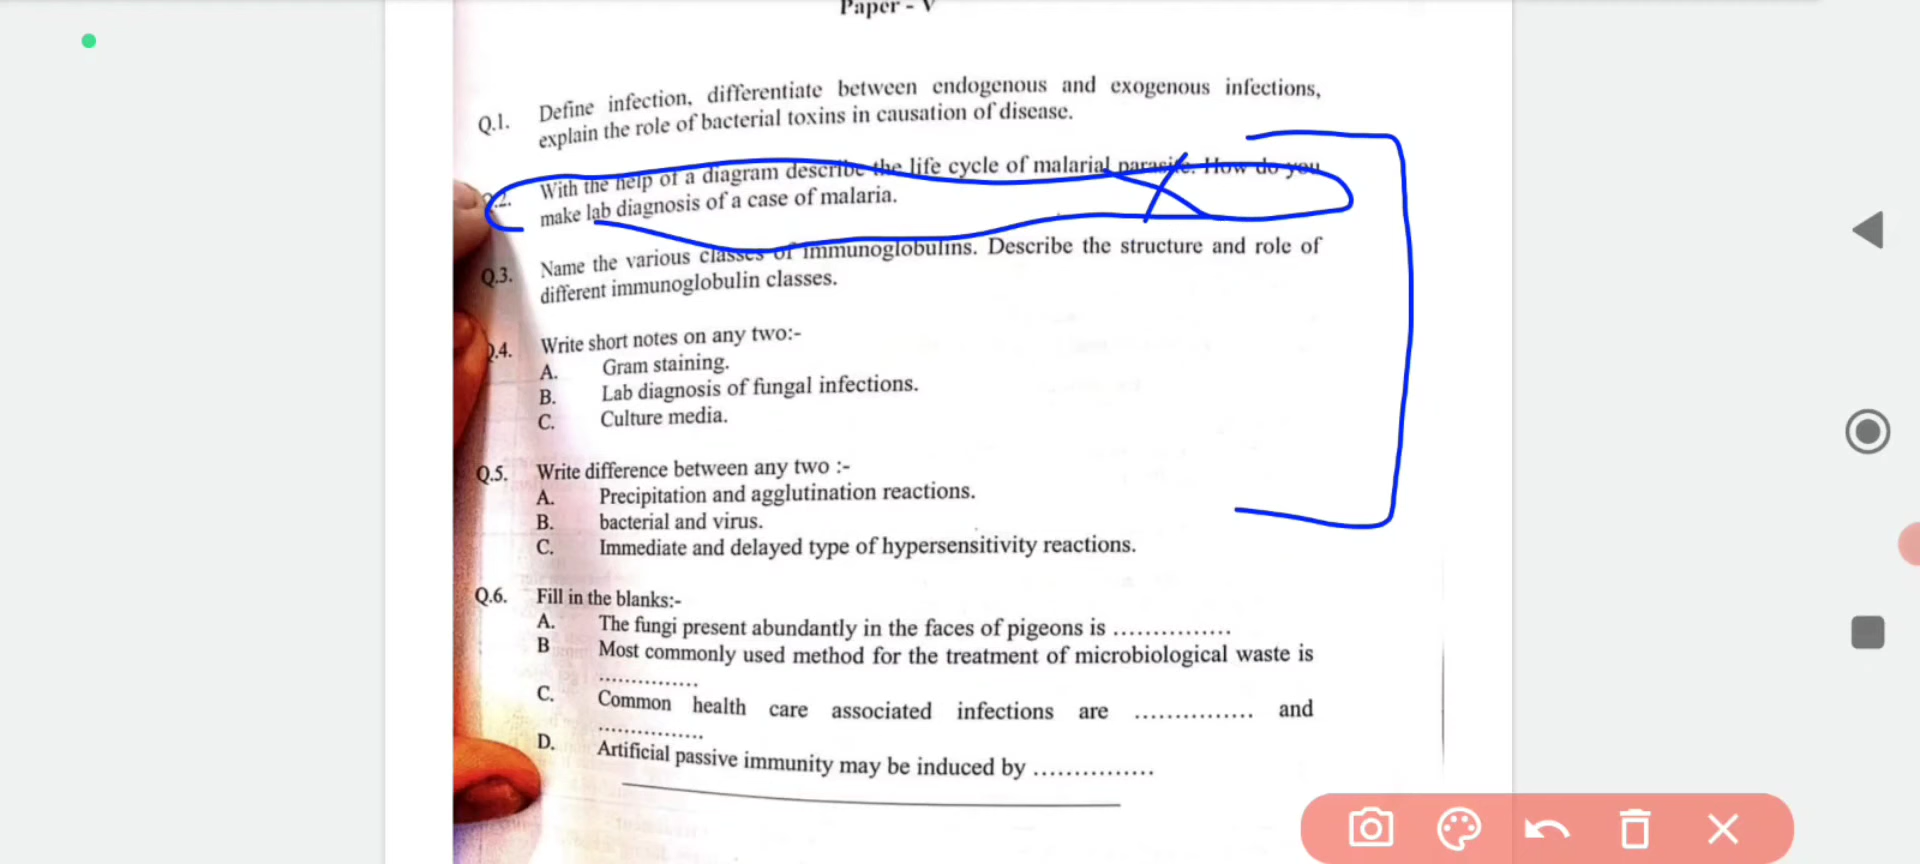 Paper - V
Q.1. Define infection, differentiate between endogenous and exogenous infections,
explain the role of bacterial toxins in causation of disease.
Q.2. With the help of a diagram describe the life cycle of malarial parasite. How do you
make lab diagnosis of a case of malaria.
Q.3. Name the various classes of immunoglobulins. Describe the structure and role of
different immunoglobulin classes.
Q.4. Write short notes on any two:-
A. Gram staining.
B. Lab diagnosis of fungal infections.
C. Culture media.
Q.5. Write difference between any two :-
A. Precipitation and agglutination reactions.
B. bacterial and virus.
C. Immediate and delayed type of hypersensitivity reactions.
Q.6. Fill in the blanks:-
A. The fungi present abundantly in the faces of pigeons is ...............
B Most commonly used method for the treatment of microbiological waste is
...............
C. Common health care associated infections are ............... and
................
D. Artificial passive immunity may be induced by ...............